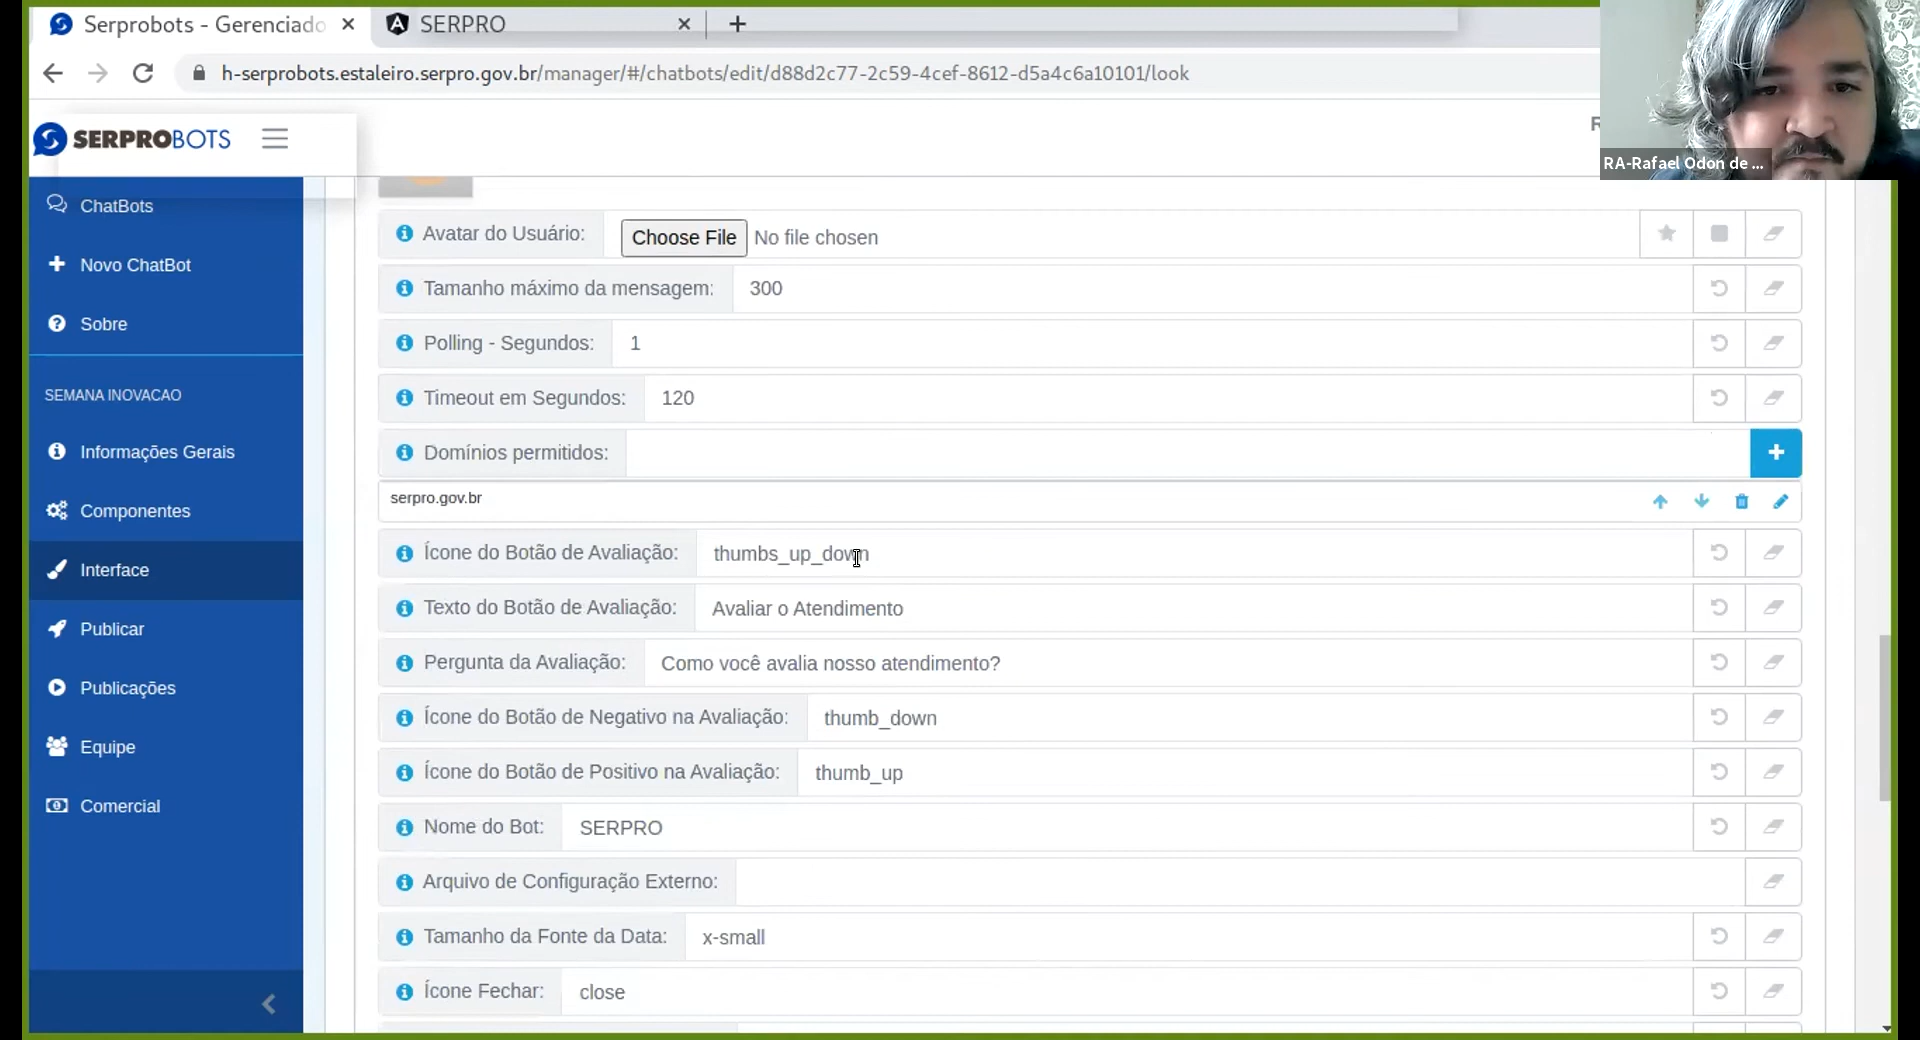 Serprobots - Gerenciado
SERPRO
h-serprobots.estaleiro.serpro.gov.br/manager/#/chatbots/edit/d88d2c77-2c59-4cef-8612-d5a4c6a10101/look
SERPROBOTS
R
RA-Rafael Odon de ...
ChatBots
Novo ChatBot
Sobre
SEMANA INOVACAO
Informações Gerais
Componentes
Interface
Publicar
Publicações
Equipe
Comercial
Avatar do Usuário: Choose File No file chosen
Tamanho máximo da mensagem: 300
Polling - Segundos: 1
Timeout em Segundos: 120
Domínios permitidos:
serpro.gov.br
Ícone do Botão de Avaliação: thumbs_up_down
Texto do Botão de Avaliação: Avaliar o Atendimento
Pergunta da Avaliação: Como você avalia nosso atendimento?
Ícone do Botão de Negativo na Avaliação: thumb_down
Ícone do Botão de Positivo na Avaliação: thumb_up
Nome do Bot: SERPRO
Arquivo de Configuração Externo:
Tamanho da Fonte da Data: x-small
Ícone Fechar: close